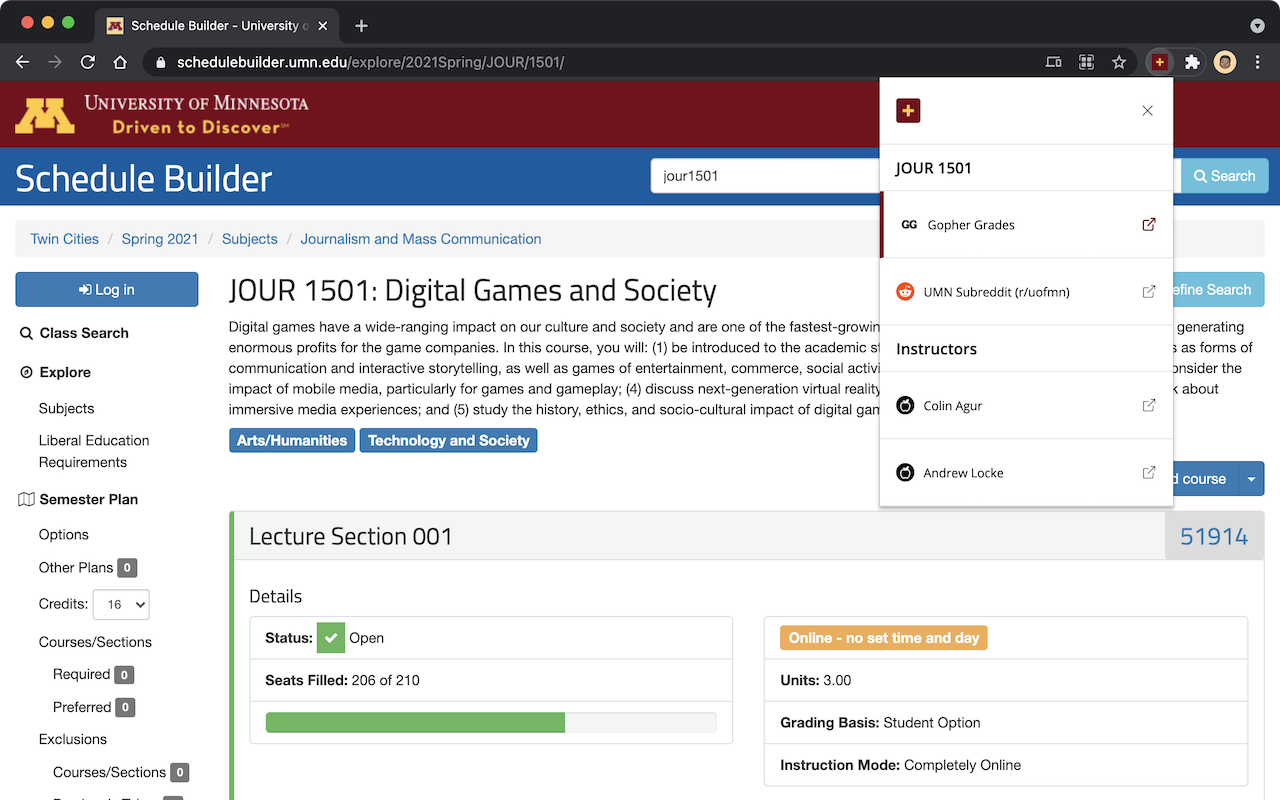 Schedule Builder - University o
schedulebuilder.umn.edu/explore/2021Spring/JOUR/1501/
M
UNIVERSITY OF MINNESOTA
Driven to Discover℠
Schedule Builder
jour1501
Search
Twin Cities / Spring 2021 / Subjects / Journalism and Mass Communication
Log in
Class Search
Explore
Subjects
Liberal Education
Requirements
Semester Plan
Options
Other Plans 0
Credits: 16
Courses/Sections
Required 0
Preferred 0
Exclusions
Courses/Sections 0
JOUR 1501: Digital Games and Society
efine Search
Digital games have a wide-ranging impact on our culture and society and are one of the fastest-growin generating
enormous profits for the game companies. In this course, you will: (1) be introduced to the academic st s as forms of
communication and interactive storytelling, as well as games of entertainment, commerce, social activi onsider the
impact of mobile media, particularly for games and gameplay; (4) discuss next-generation virtual reality k about
immersive media experiences; and (5) study the history, ethics, and socio-cultural impact of digital gam
Arts/Humanities Technology and Society
d course
Lecture Section 001
51914
Details
Status: Open
Seats Filled: 206 of 210
Online - no set time and day
Units: 3.00
Grading Basis: Student Option
Instruction Mode: Completely Online
JOUR 1501
GG Gopher Grades
UMN Subreddit (r/uofmn)
Instructors
Colin Agur
Andrew Locke